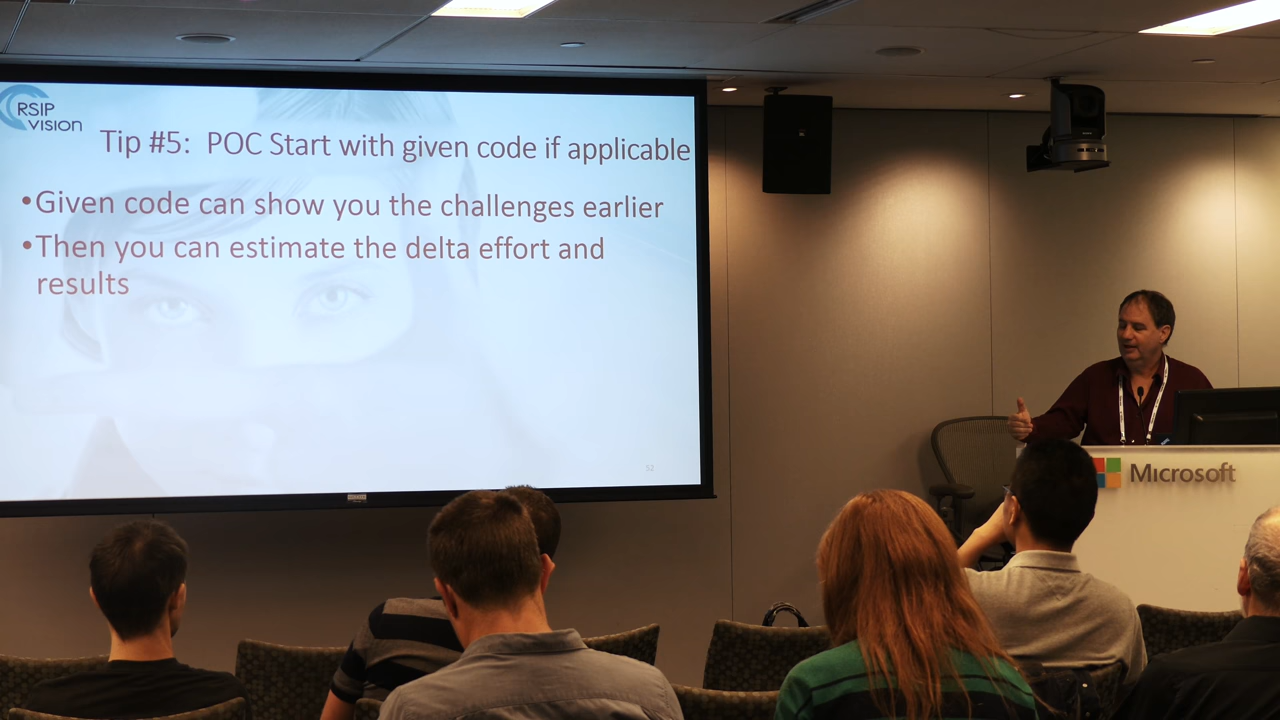 RSIP
VISION
Tip #5: POC Start with given code if applicable
•Given code can show you the challenges earlier
•Then you can estimate the delta effort and
results
52
Microsoft